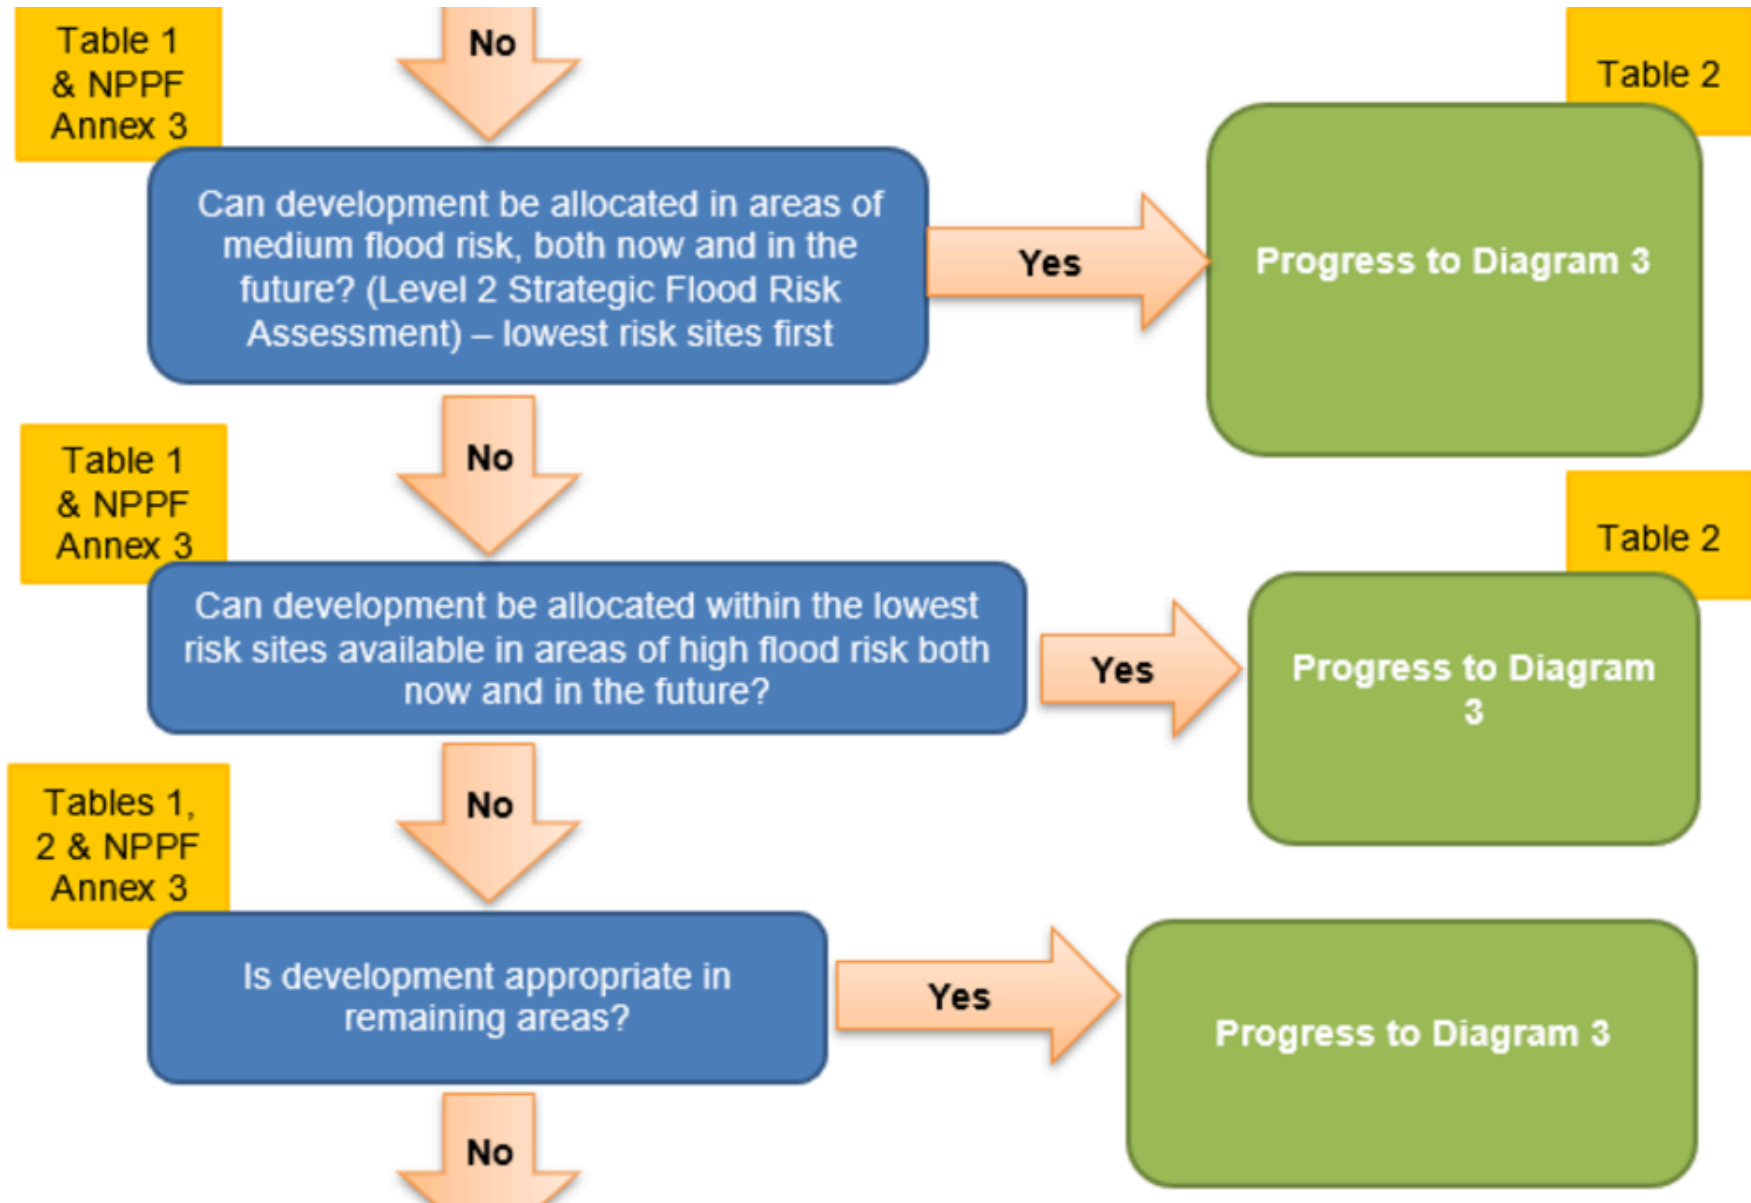 Table 1
& NPPF
Annex 3
No
Table 2
Can development be allocated in areas of
medium flood risk, both now and in the
future? (Level 2 Strategic Flood Risk
Assessment) – lowest risk sites first
Yes
Progress to Diagram 3
Table 1
& NPPF
Annex 3
No
Table 2
Can development be allocated within the lowest
risk sites available in areas of high flood risk both
now and in the future?
Yes
Progress to Diagram
3
Tables 1,
2 & NPPF
Annex 3
No
Is development appropriate in
remaining areas?
Yes
Progress to Diagram 3
No